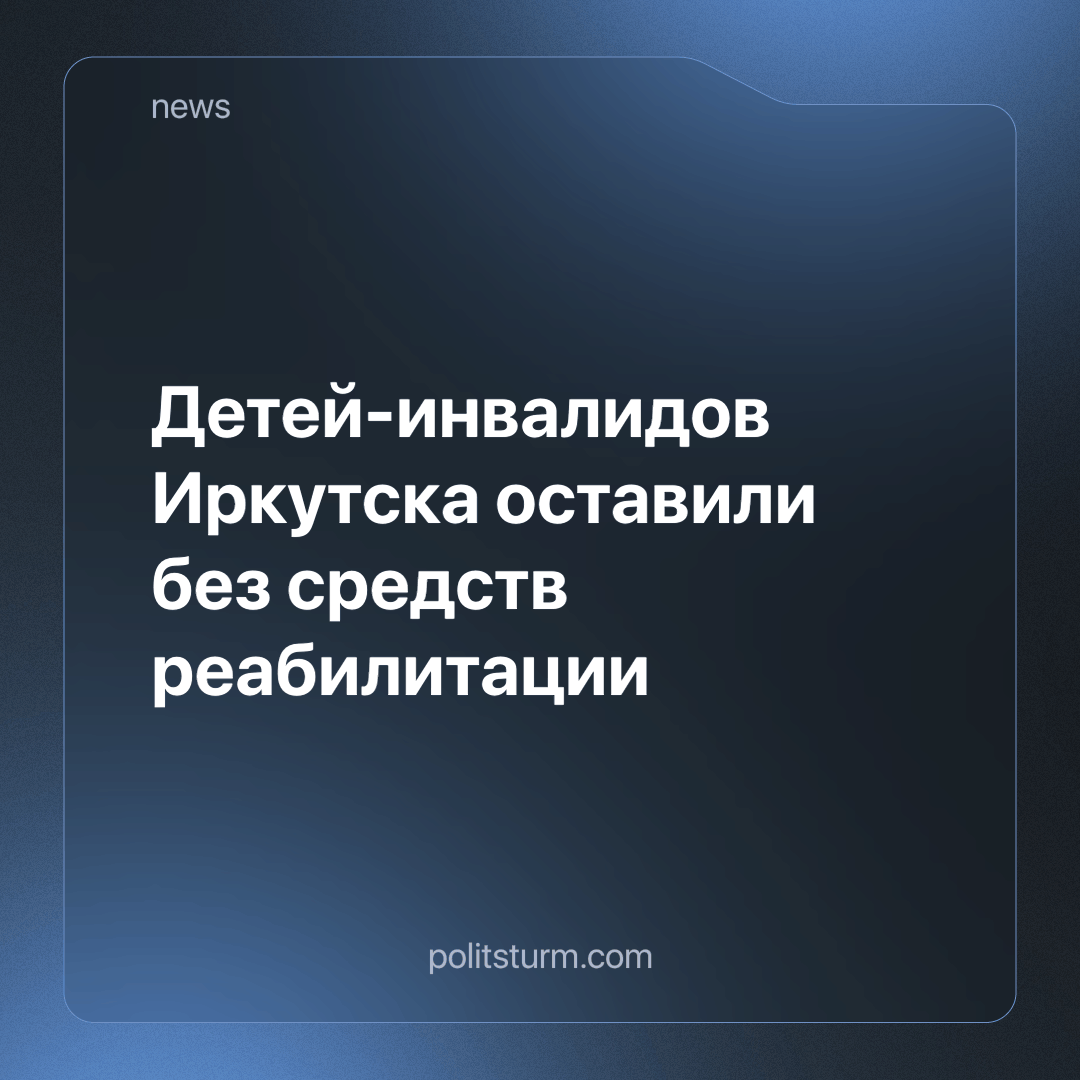 news
Детей-инвалидов
Иркутска оставили
без средств
реабилитации
politsturm.com